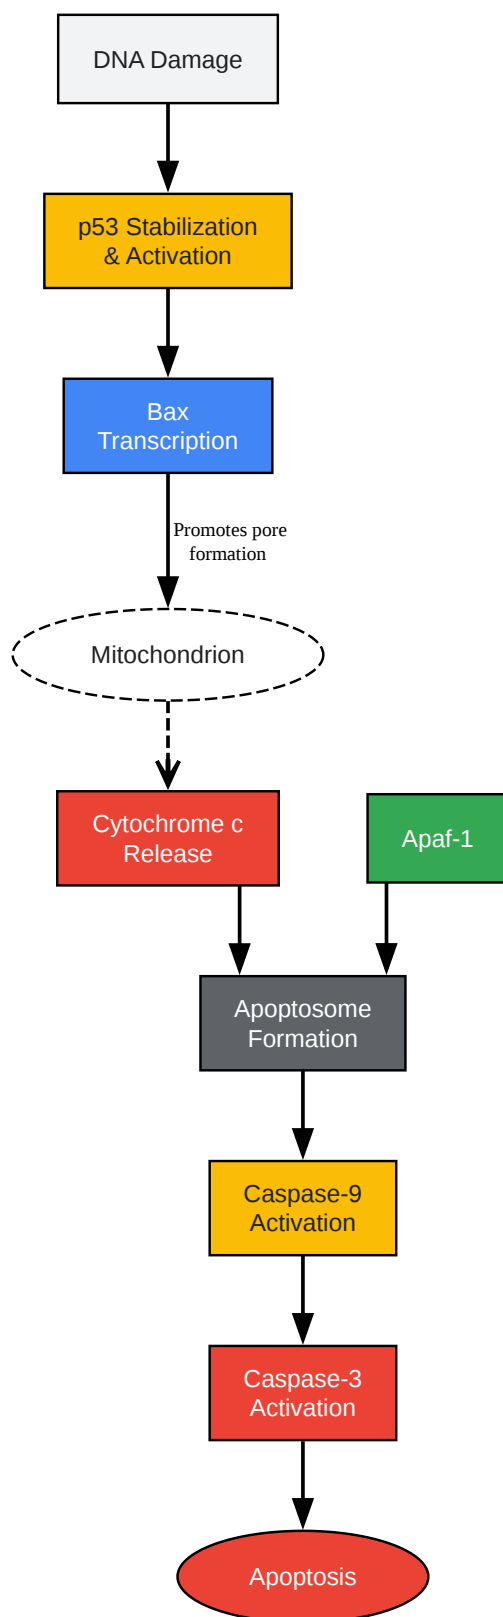 DNA Damage
p53 Stabilization
& Activation
Bax
Transcription
Promotes pore
formation
Mitochondrion
Cytochrome c
Release
Apaf-1
Apoptosome
Formation
Caspase-9
Activation
Caspase-3
Activation
Apoptosis